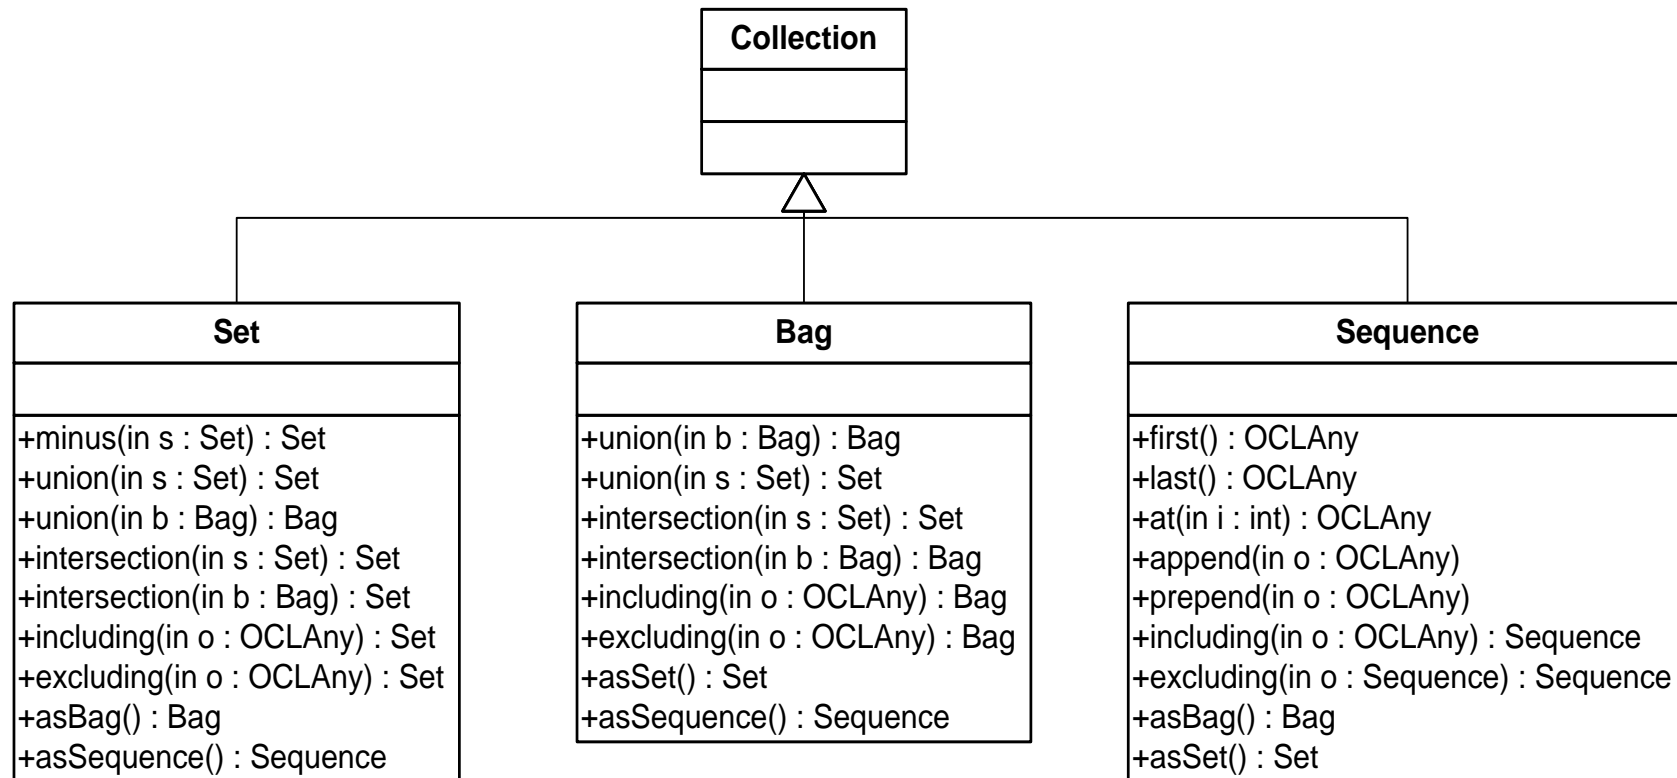 Collection
Set
+minus(in s : Set) : Set
+union(in s : Set) : Set
+union(in b : Bag) : Bag
+intersection(in s : Set) : Set
+intersection(in b : Bag) : Set
+including(in o : OCLAny) : Set
+excluding(in o : OCLAny) : Set
+asBag() : Bag
+asSequence() : Sequence
Bag
+union(in b : Bag) : Bag
+union(in s : Set) : Set
+intersection(in s : Set) : Set
+intersection(in b : Bag) : Bag
+including(in o : OCLAny) : Bag
+excluding(in o : OCLAny) : Bag
+asSet() : Set
+asSequence() : Sequence
Sequence
+first() : OCLAny
+last() : OCLAny
+at(in i : int) : OCLAny
+append(in o : OCLAny)
+prepend(in o : OCLAny)
+including(in o : OCLAny) : Sequence
+excluding(in o : Sequence) : Sequence
+asBag() : Bag
+asSet() : Set